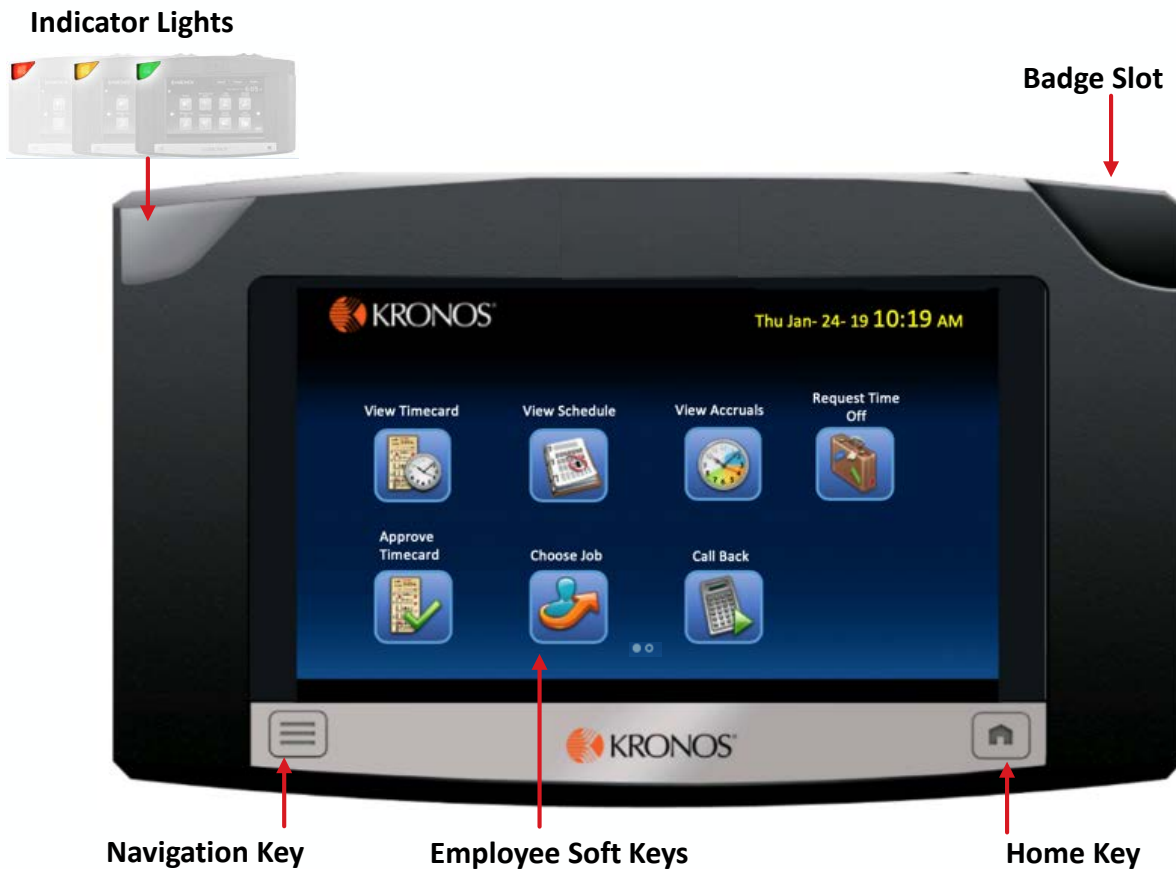 Indicator Lights
Badge Slot
KRONOS®
Thu Jan- 24- 19 10:19 AM
View Timecard
View Schedule
View Accruals
Request Time
Off
Approve
Timecard
Choose Job
Call Back
KRONOS®
Navigation Key
Employee Soft Keys
Home Key